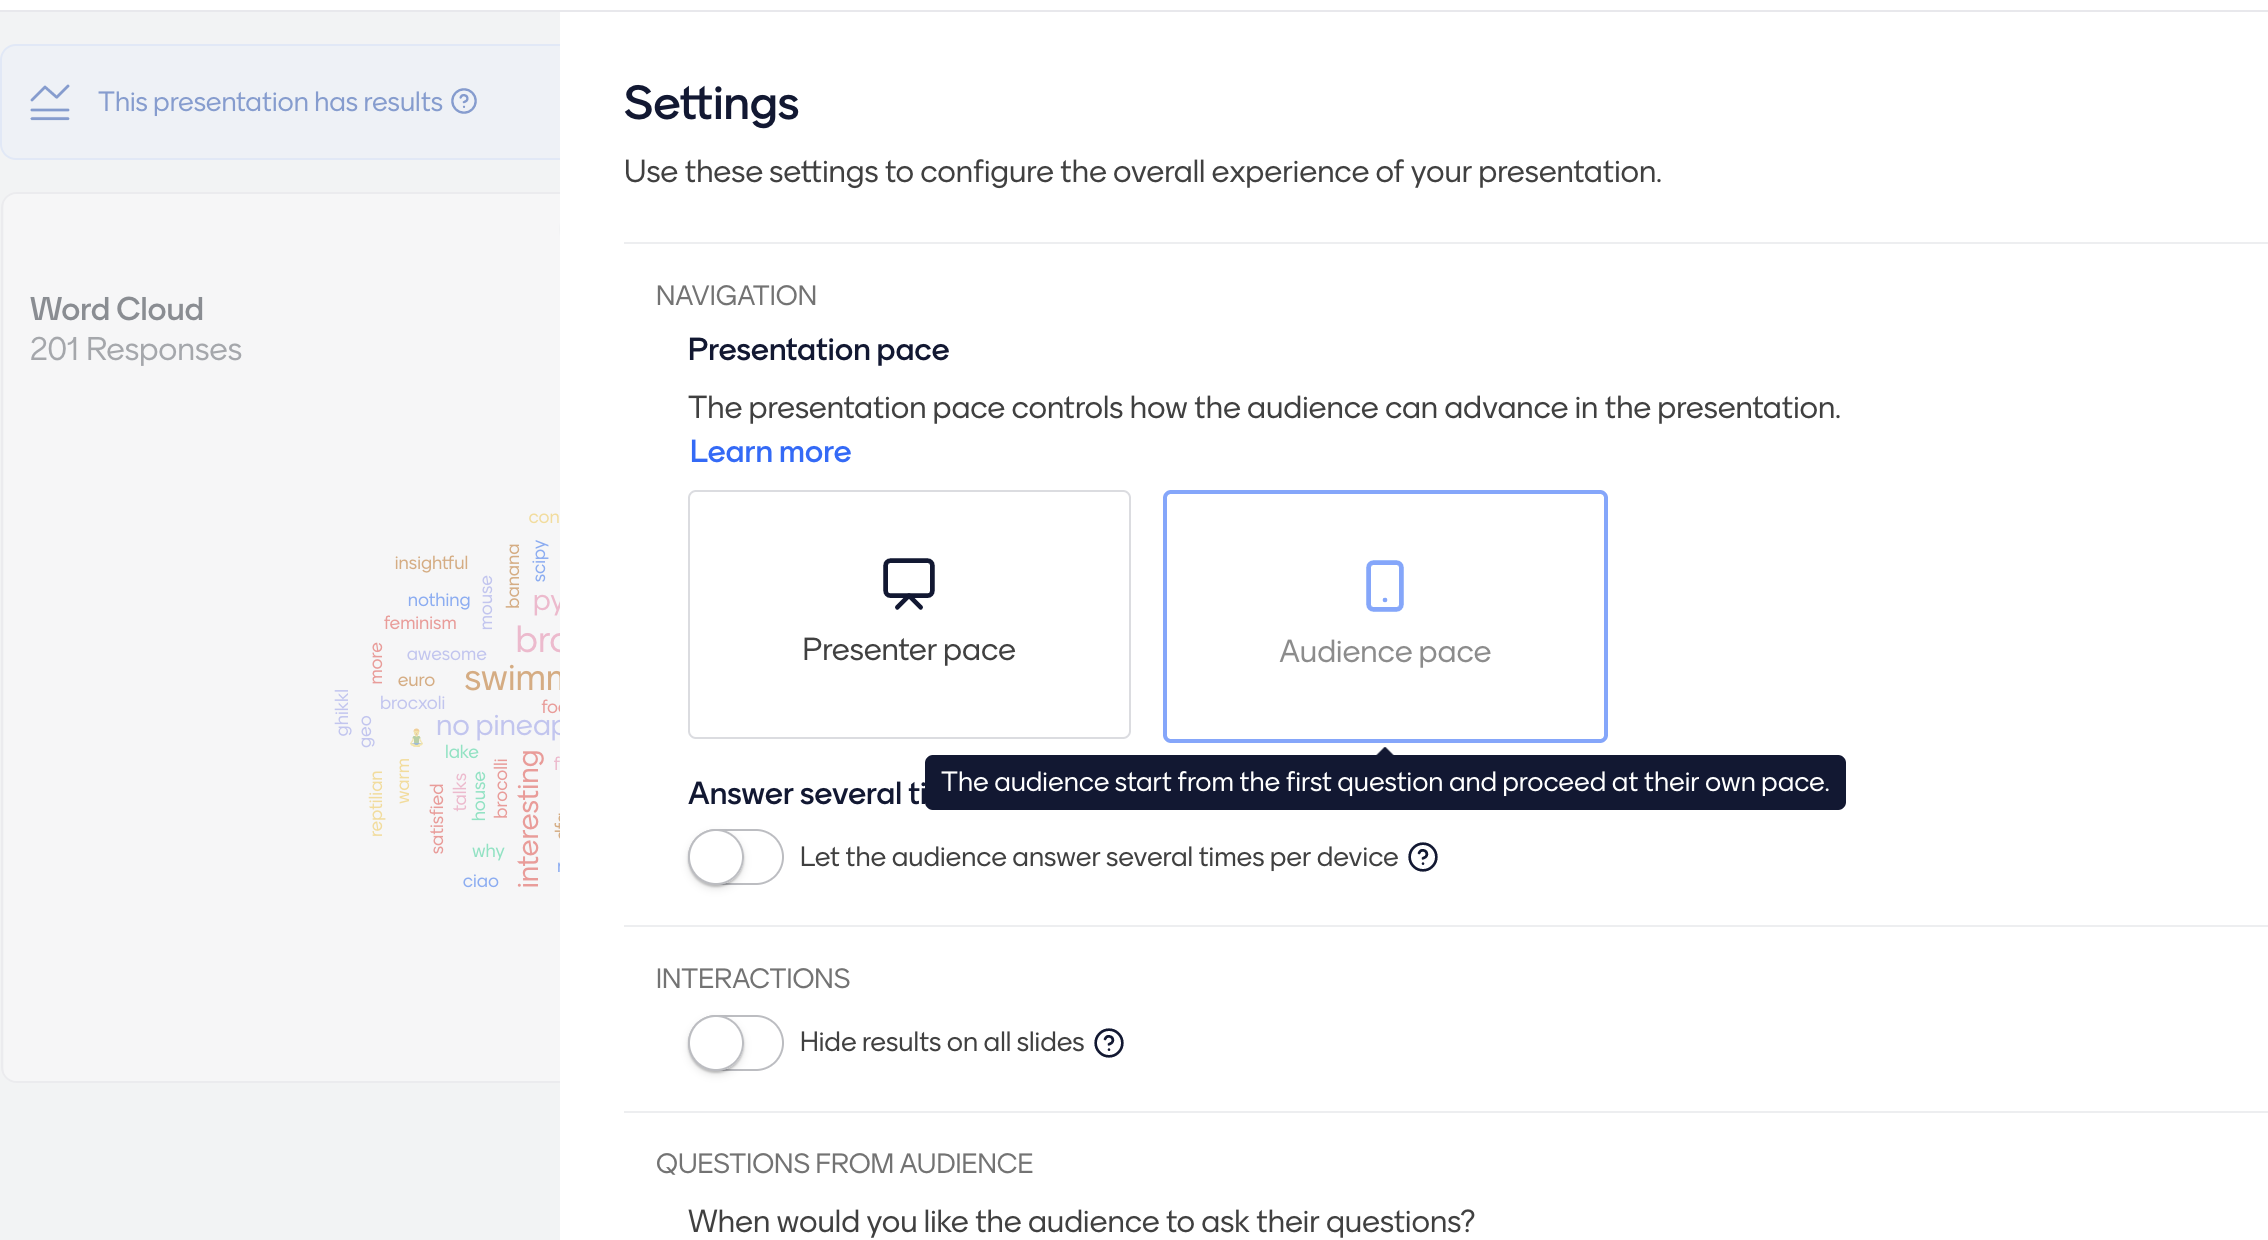 This presentation has results
Word Cloud
201 Responses
insightful
banana
scipy
nothing
mouse
feminism
more
awesome
euro
swimm
ghikkl
geo
brocxoli
no pineap
lake
reptilian
warm
satisfied
talks
house
brocolli
interesting
why
ciao
Settings
Use these settings to configure the overall experience of your presentation.
NAVIGATION
Presentation pace
The presentation pace controls how the audience can advance in the presentation.
Learn more
Presenter pace
Audience pace
The audience start from the first question and proceed at their own pace.
Answer several ti
Let the audience answer several times per device
INTERACTIONS
Hide results on all slides
QUESTIONS FROM AUDIENCE
When would you like the audience to ask their questions?